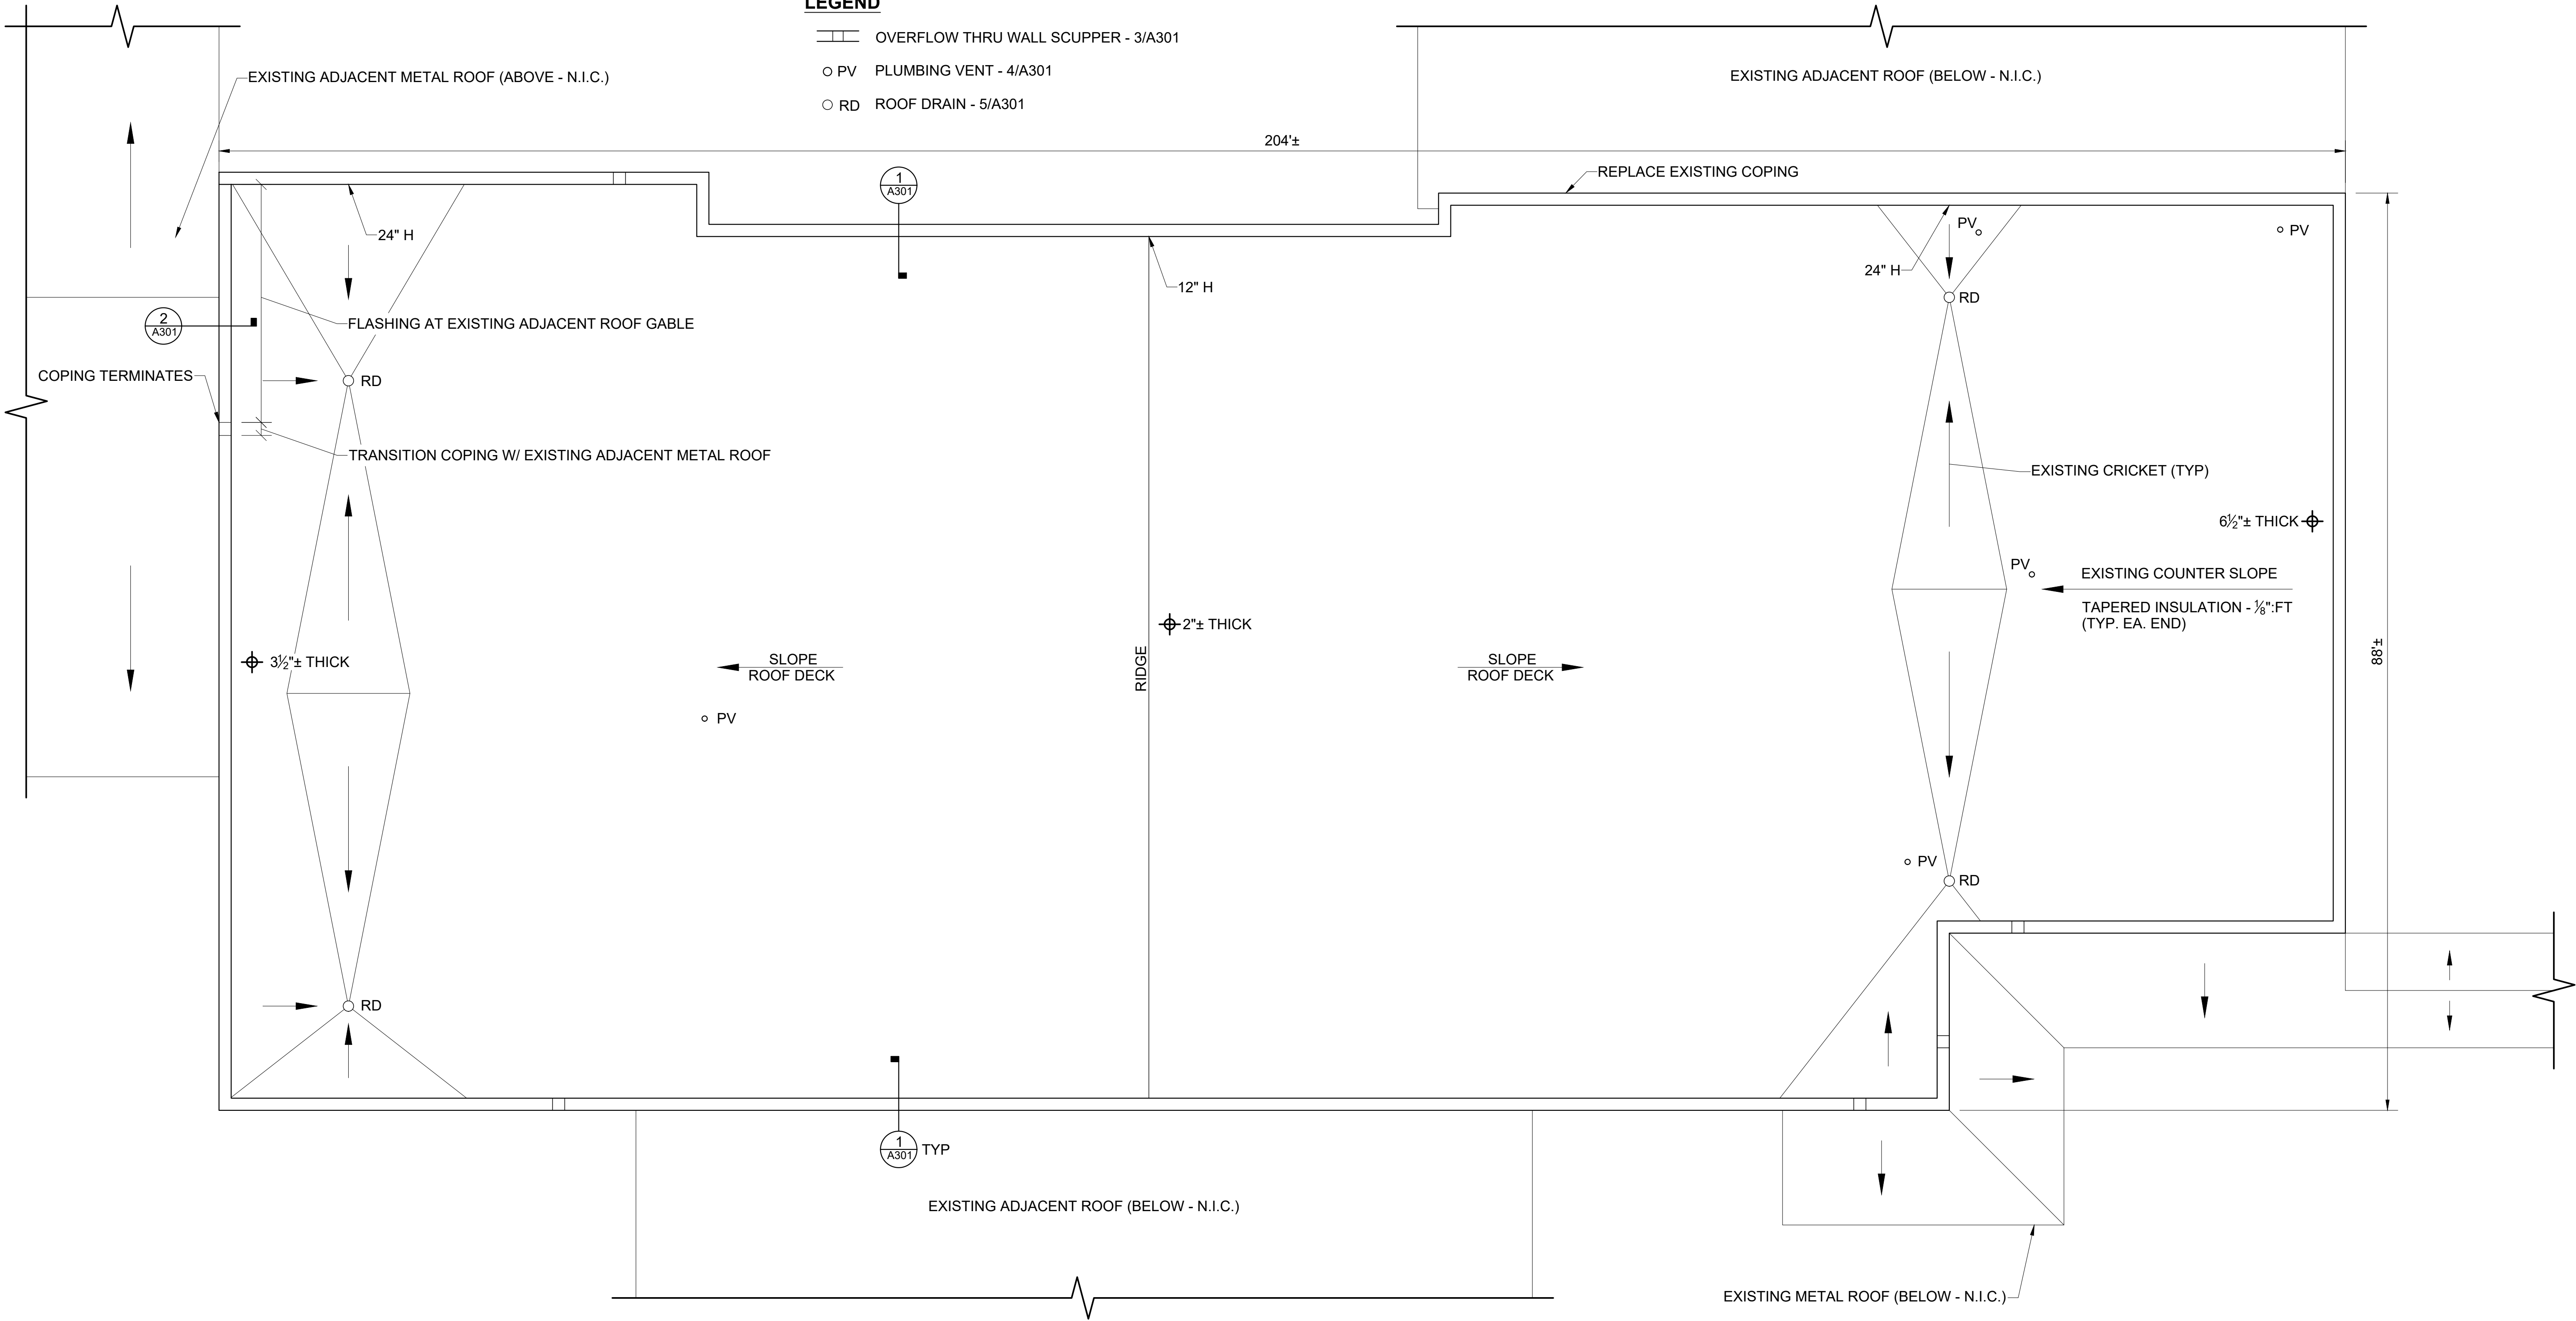 LEGEND
OVERFLOW THRU WALL SCUPPER - 3/A301
PV PLUMBING VENT - 4/A301
RD ROOF DRAIN - 5/A301
EXISTING ADJACENT METAL ROOF (ABOVE - N.I.C.)
EXISTING ADJACENT ROOF (BELOW - N.I.C.)
204'±
REPLACE EXISTING COPING
1
A301
24" H
12" H
24" H
PV
PV
RD
2
A301
FLASHING AT EXISTING ADJACENT ROOF GABLE
COPING TERMINATES
RD
TRANSITION COPING W/ EXISTING ADJACENT METAL ROOF
EXISTING CRICKET (TYP)
6½"± THICK
PV
EXISTING COUNTER SLOPE
TAPERED INSULATION - ⅛":FT
(TYP. EA. END)
2"± THICK
3½"± THICK
SLOPE
ROOF DECK
RIDGE
SLOPE
ROOF DECK
88'±
PV
PV
RD
RD
1
A301
TYP
EXISTING ADJACENT ROOF (BELOW - N.I.C.)
EXISTING METAL ROOF (BELOW - N.I.C.)